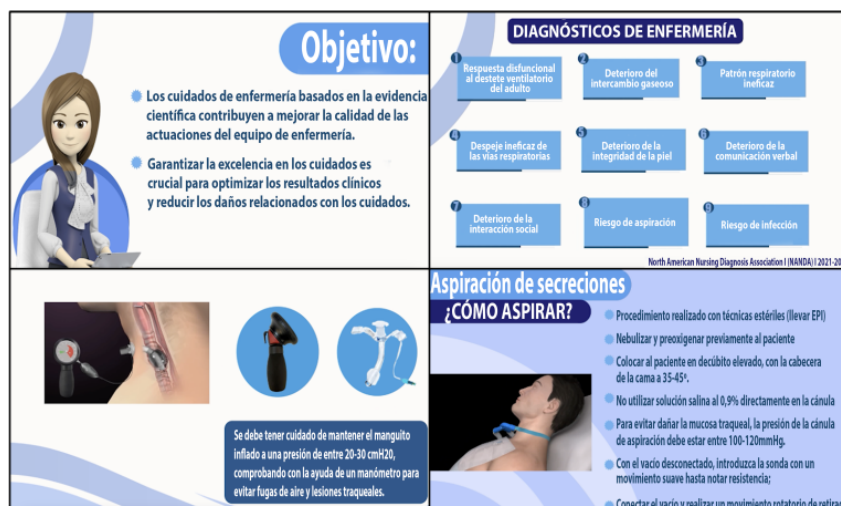 Objetivo:
Los cuidados de enfermería basados en la evidencia
científica contribuyen a mejorar la calidad de las
actuaciones del equipo de enfermería.
Garantizar la excelencia en los cuidados es
crucial para optimizar los resultados clínicos
y reducir los daños relacionados con los cuidados.
DIAGNÓSTICOS DE ENFERMERÍA
1
Respuesta disfuncional
al destete ventilatorio
del adulto
2
Deterioro del
intercambio gaseoso
3
Patrón respiratorio
ineficaz
4
Despeje ineficaz de
las vías respiratorias
5
Deterioro de la
integridad de la piel
6
Deterioro de la
comunicación verbal
7
Deterioro de la
interacción social
8
Riesgo de aspiración
9
Riesgo de infección
North American Nursing Diagnosis Association I (NANDA) I 2021-20
Se debe tener cuidado de mantener el manguito
inflado a una presión de entre 20-30 cmH20,
comprobando con la ayuda de un manómetro para
evitar fugas de aire y lesiones traqueales.
Aspiración de secreciones
¿CÓMO ASPIRAR?
Procedimiento realizado con técnicas estériles (llevar EPI)
Nebulizar y preoxigenar previamente al paciente
Colocar al paciente en decúbito elevado, con la cabecera
de la cama a 35-45º.
No utilizar solución salina al 0,9% directamente en la cánula
Para evitar dañar la mucosa traqueal, la presión de la cánula
de aspiración debe estar entre 100-120mmHg.
Con el vacío desconectado, introduzca la sonda con un
movimiento suave hasta notar resistencia;
Conectar el vacío y realizar un movimiento rotatorio de retirad